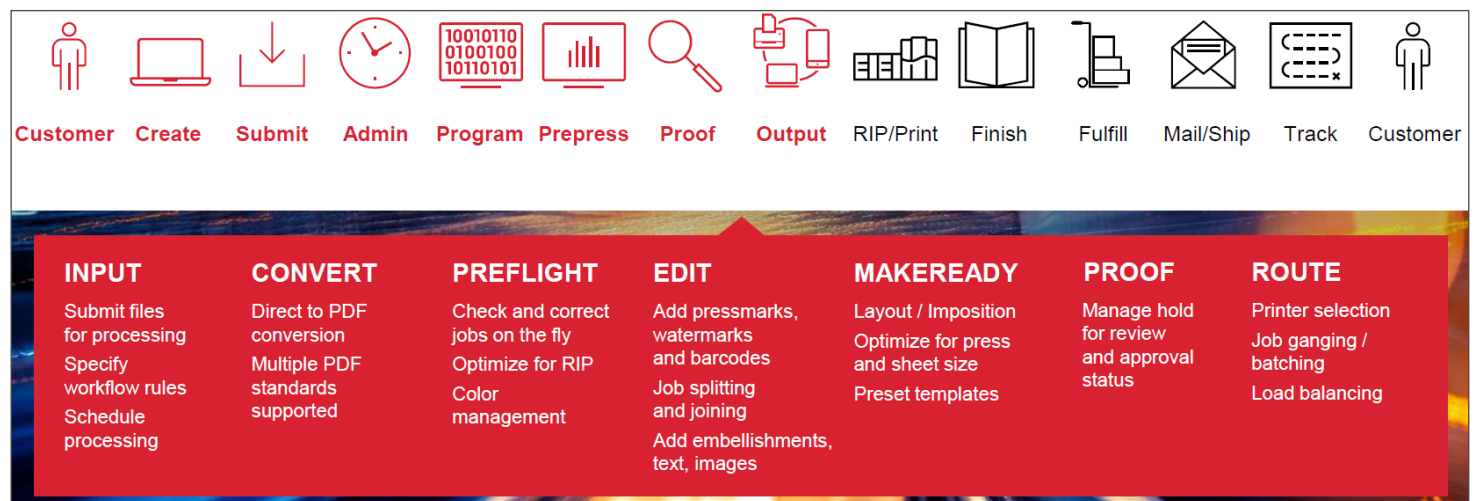 10010110
0100100
10110101
Customer Create Submit Admin Program Prepress Proof Output RIP/Print Finish Fulfill Mail/Ship Track Customer
INPUT
Submit files
for processing
Specify
workflow rules
Schedule
processing
CONVERT
Direct to PDF
conversion
Multiple PDF
standards
supported
PREFLIGHT
Check and correct
jobs on the fly
Optimize for RIP
Color
management
EDIT
Add pressmarks,
watermarks
and barcodes
Job splitting
and joining
Add embellishments,
text, images
MAKEREADY
Layout / Imposition
Optimize for press
and sheet size
Preset templates
PROOF
Manage hold
for review
and approval
status
ROUTE
Printer selection
Job ganging /
batching
Load balancing